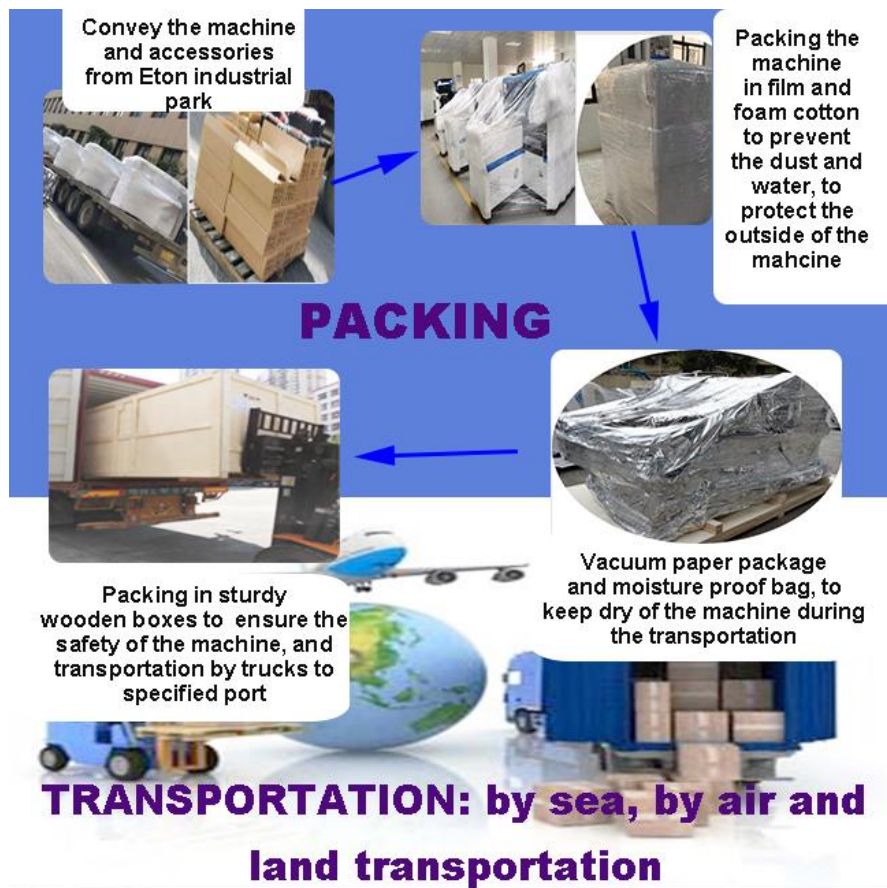 Convey the machine
and accessories
from Eton industrial
park
Packing the
machine
in film and
foam cotton
to prevent
the dust and
water, to
protect the
outside of the
mahcine
PACKING
Vacuum paper package
and moisture proof bag, to
keep dry of the machine during
the transportation
Packing in sturdy
wooden boxes to ensure the
safety of the machine, and
transportation by trucks to
specified port
TRANSPORTATION: by sea, by air and
land transportation